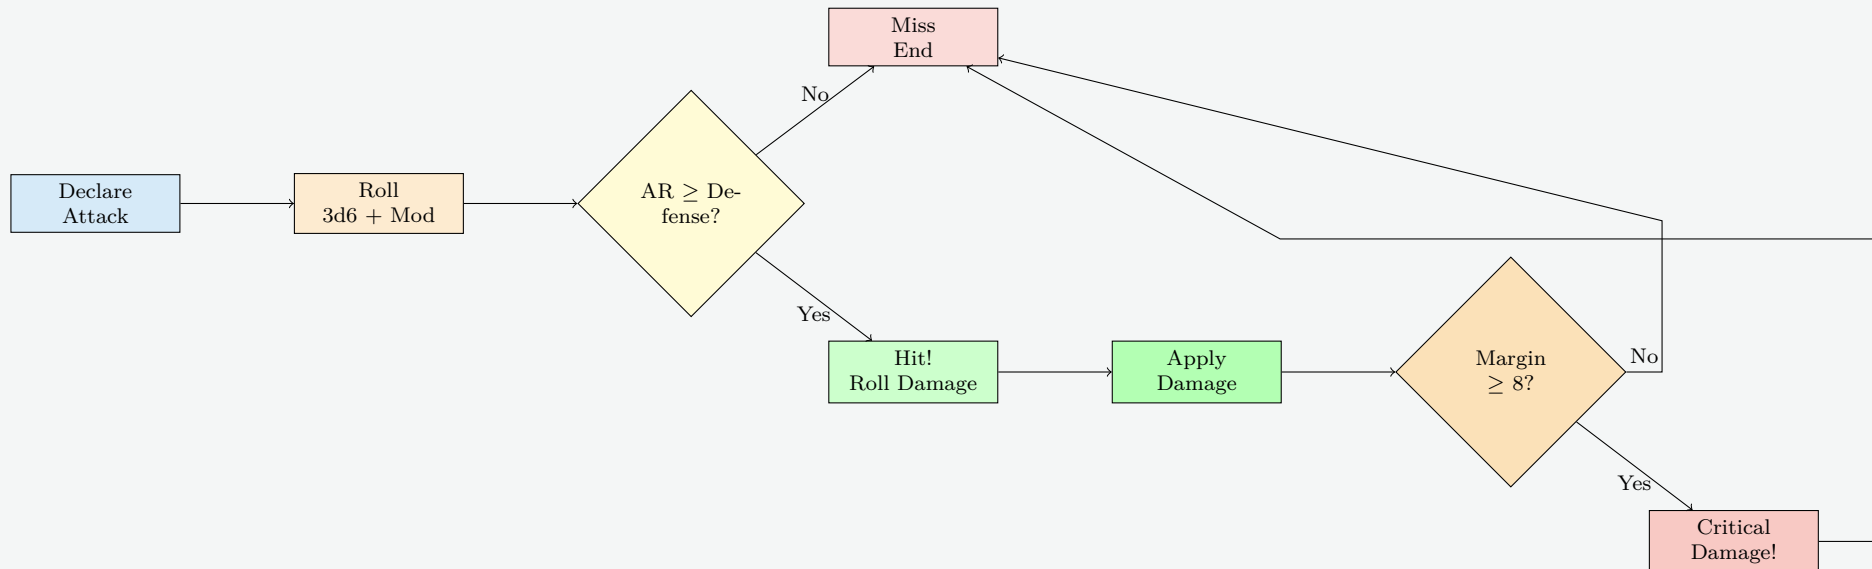 Miss
End
No
Declare
Attack
Roll
3d6 + Mod
AR ≥ De-
fense?
Yes
Hit!
Roll Damage
Apply
Damage
Margin
≥ 8?
No
Yes
Critical
Damage!